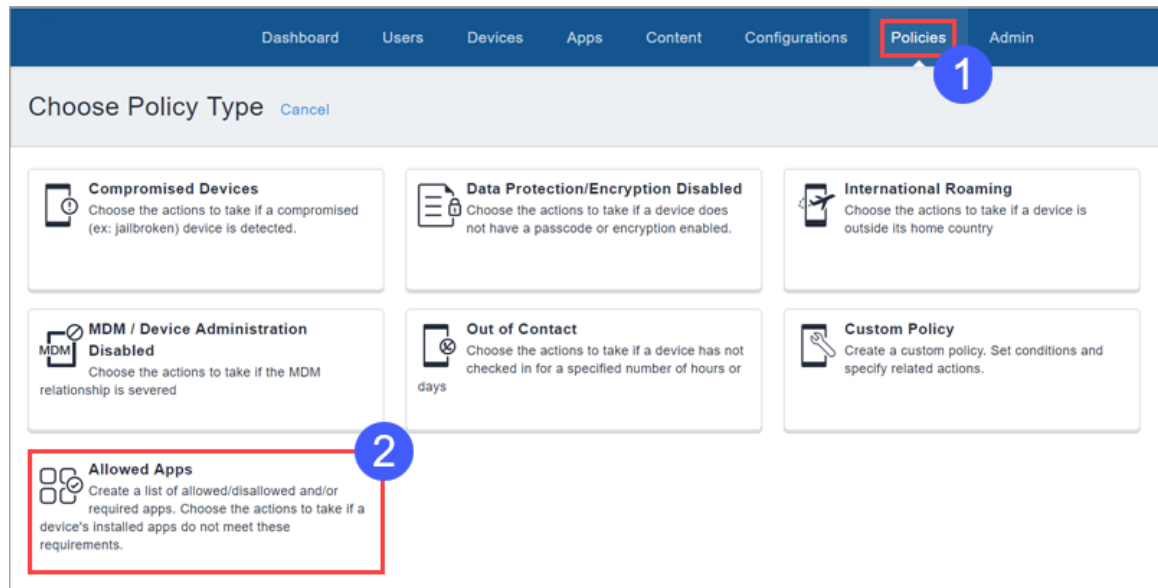 Dashboard Users Devices Apps Content Configurations Policies Admin
1
Choose Policy Type Cancel
Compromised Devices
Choose the actions to take if a compromised
(ex: jailbroken) device is detected.
Data Protection/Encryption Disabled
Choose the actions to take if a device does
not have a passcode or encryption enabled.
International Roaming
Choose the actions to take if a device is
outside its home country
MDM
MDM / Device Administration
Disabled
Choose the actions to take if the MDM
relationship is severed
Out of Contact
Choose the actions to take if a device has not
checked in for a specified number of hours or
days
Custom Policy
Create a custom policy. Set conditions and
specify related actions.
2
Allowed Apps
Create a list of allowed/disallowed and/or
required apps. Choose the actions to take if a
device's installed apps do not meet these
requirements.